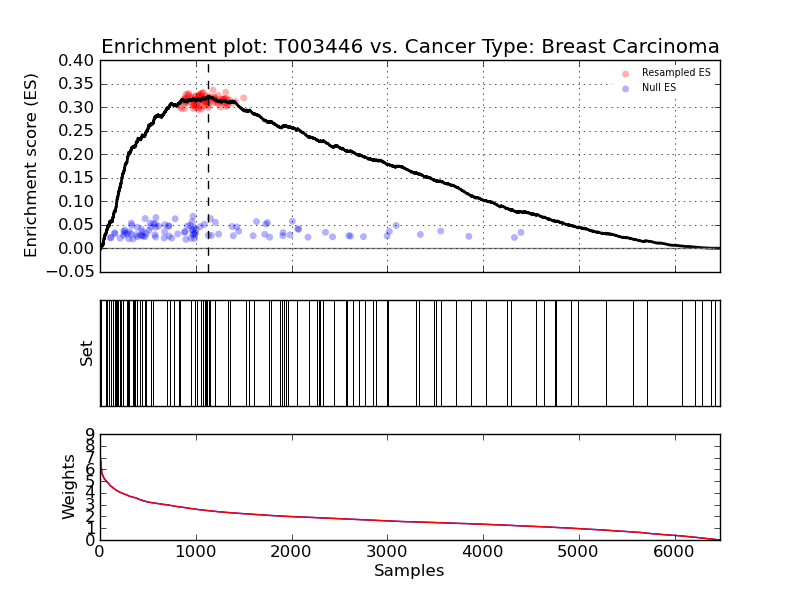 Enrichment plot: T003446 vs. Cancer Type: Breast Carcinoma
Enrichment score (ES)
0.40
0.35
0.30
0.25
0.20
0.15
0.10
0.05
0.00
−0.05
Resampled ES
Null ES
Set
Weights
9
8
7
6
5
4
3
2
1
0
0 1000 2000 3000 4000 5000 6000
Samples